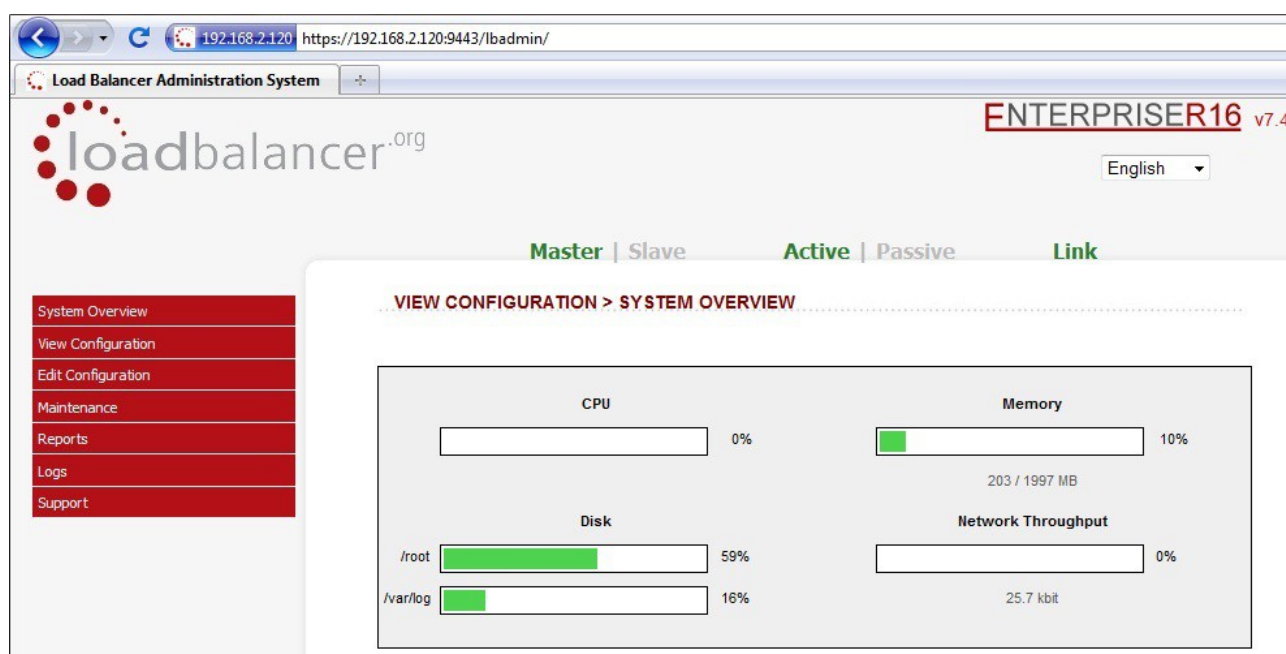 192.168.2.120 https://192.168.2.120:9443/lbadmin/
Load Balancer Administration System
loadbalancer.org
ENTERPRISER16 v7.4
English
Master | Slave Active | Passive Link
System Overview
View Configuration
Edit Configuration
Maintenance
Reports
Logs
Support
VIEW CONFIGURATION > SYSTEM OVERVIEW
CPU
0%
Memory
10%
203 / 1997 MB
Disk
/root 59%
/var/log 16%
Network Throughput
0%
25.7 kbit